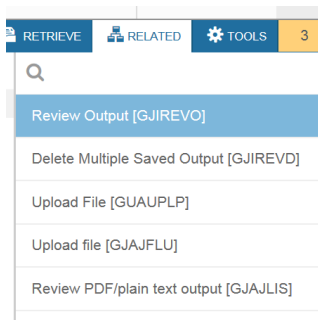 RETRIEVE RELATED TOOLS 3
Review Output [GJIREVO]
Delete Multiple Saved Output [GJIREVD]
Upload File [GUAUPLP]
Upload file [GJAJFLU]
Review PDF/plain text output [GJAJLIS]